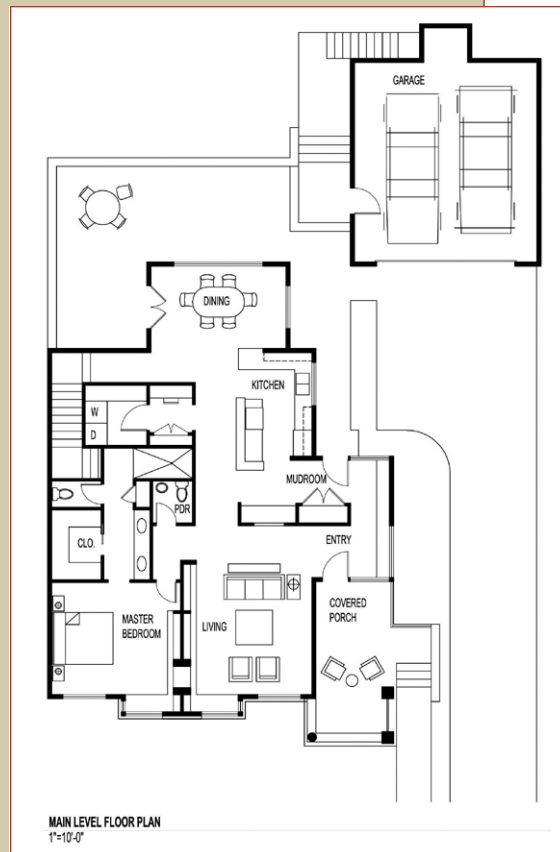 GARAGE
DINING
KITCHEN
W
D
MUDROOM
PDR
CLO.
ENTRY
COVERED
PORCH
MASTER
BEDROOM
LIVING
MAIN LEVEL FLOOR PLAN
1"=10'-0"